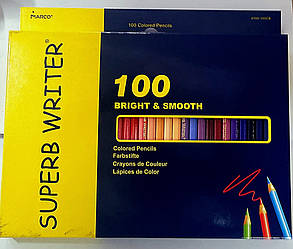 MARCO®
100 Colored Pencils
SUPERB WRITER®
100
BRIGHT & SMOOTH
Colored Pencils
Farbstifte
Crayons de Couleur
Lápices de Color